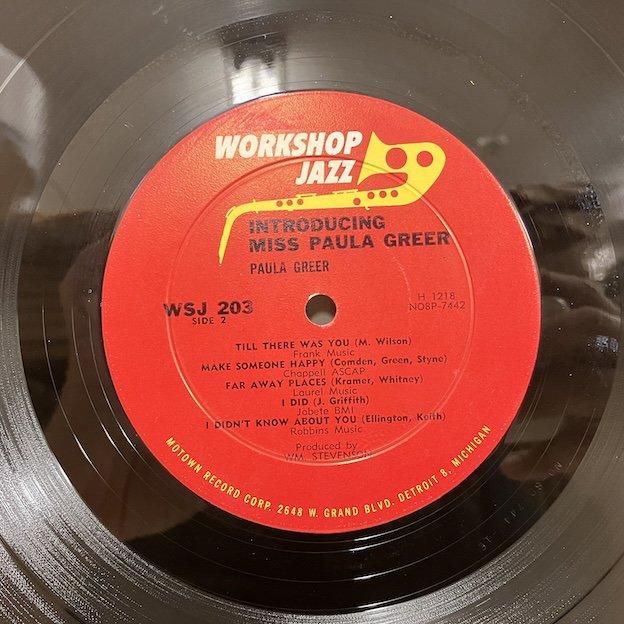 WORKSHOP
JAZZ
INTRODUCING
MISS PAULA GREER
PAULA GREER
WSJ 203
SIDE 2
H 1218
NO8P-7442
TILL THERE WAS YOU (M. Wilson)
Frank Music
MAKE SOMEONE HAPPY (Comden, Green, Styne)
Chappell ASCAP
FAR AWAY PLACES (Kramer, Whitney)
Laurel Music
I DID (J. Griffith)
Jobete BMI
I DIDN'T KNOW ABOUT YOU (Ellington, Keith)
Robbins Music
Produced by
WM. STEVENSON
MOTOWN RECORD CORP. 2648 W. GRAND BLVD. DETROIT 8, MICHIGAN